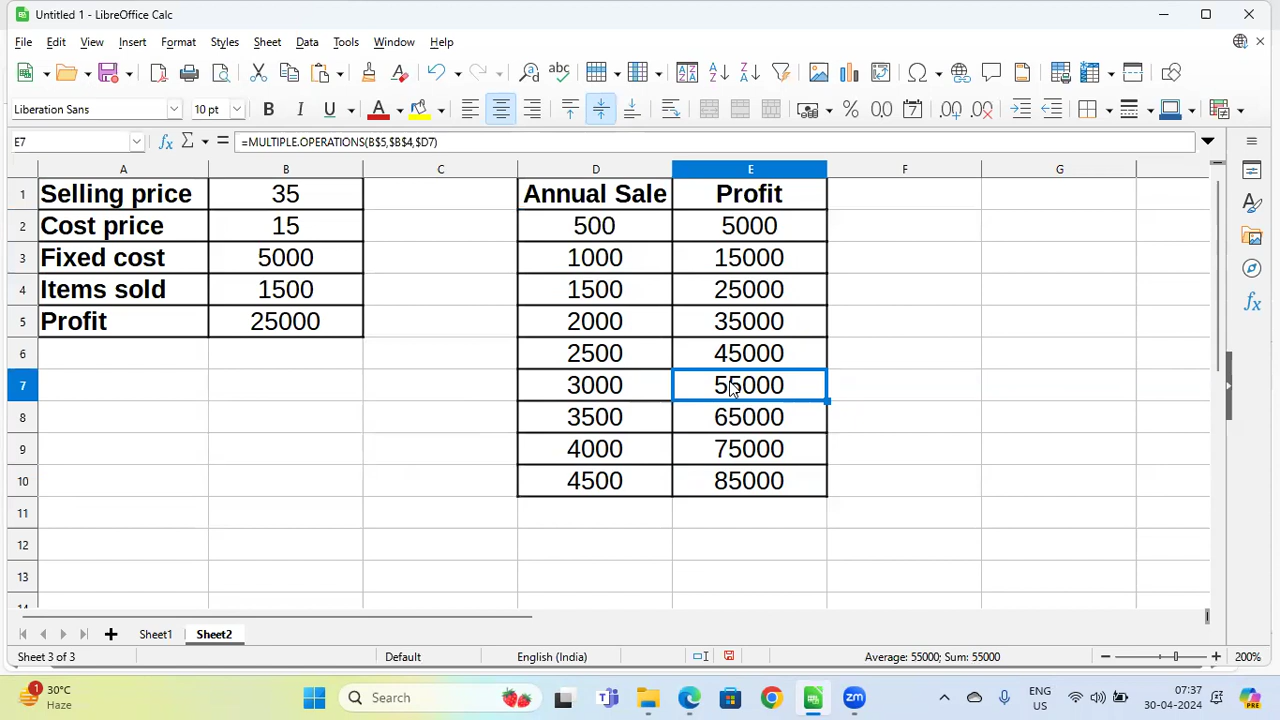 Untitled 1 - LibreOffice Calc
File Edit View Insert Format Styles Sheet Data Tools Window Help
Liberation Sans 10 pt
E7 =MULTIPLE.OPERATIONS(B$5,$B$4,$D7)
A B C D E F G
1 Selling price 35 Annual Sale Profit
2 Cost price 15 500 5000
3 Fixed cost 5000 1000 15000
4 Items sold 1500 1500 25000
5 Profit 25000 2000 35000
6 2500 45000
7 3000 55000
8 3500 65000
9 4000 75000
10 4500 85000
11
12
13
14
Sheet1 Sheet2
Sheet 3 of 3 Default English (India) Average: 55000; Sum: 55000 200%
1 30°C Haze
Search
zm
ENG US
07:37
30-04-2024
PRE